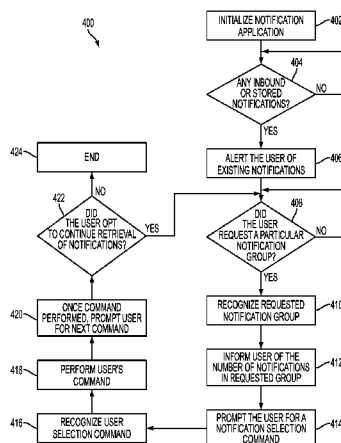 400
INITIALIZE NOTIFICATION
APPLICATION
402
404
ANY INBOUND
OR STORED
NOTIFICATIONS?
NO
YES
ALERT THE USER OF
EXISTING NOTIFICATIONS
406
408
DID
THE USER
REQUEST A PARTICULAR
NOTIFICATION
GROUP?
NO
YES
RECOGNIZE REQUESTED
NOTIFICATION GROUP
410
INFORM USER OF THE
NUMBER OF NOTIFICATIONS
IN REQUESTED GROUP
412
PROMPT THE USER FOR A
NOTIFICATION SELECTION
COMMAND
414
416
RECOGNIZE USER
SELECTION COMMAND
418
PERFORM USER'S
COMMAND
420
ONCE COMMAND
PERFORMED, PROMPT USER
FOR NEXT COMMAND
422
DID
THE USER OPT
TO CONTINUE RETRIEVAL
OF NOTIFICATIONS?
YES
NO
424
END